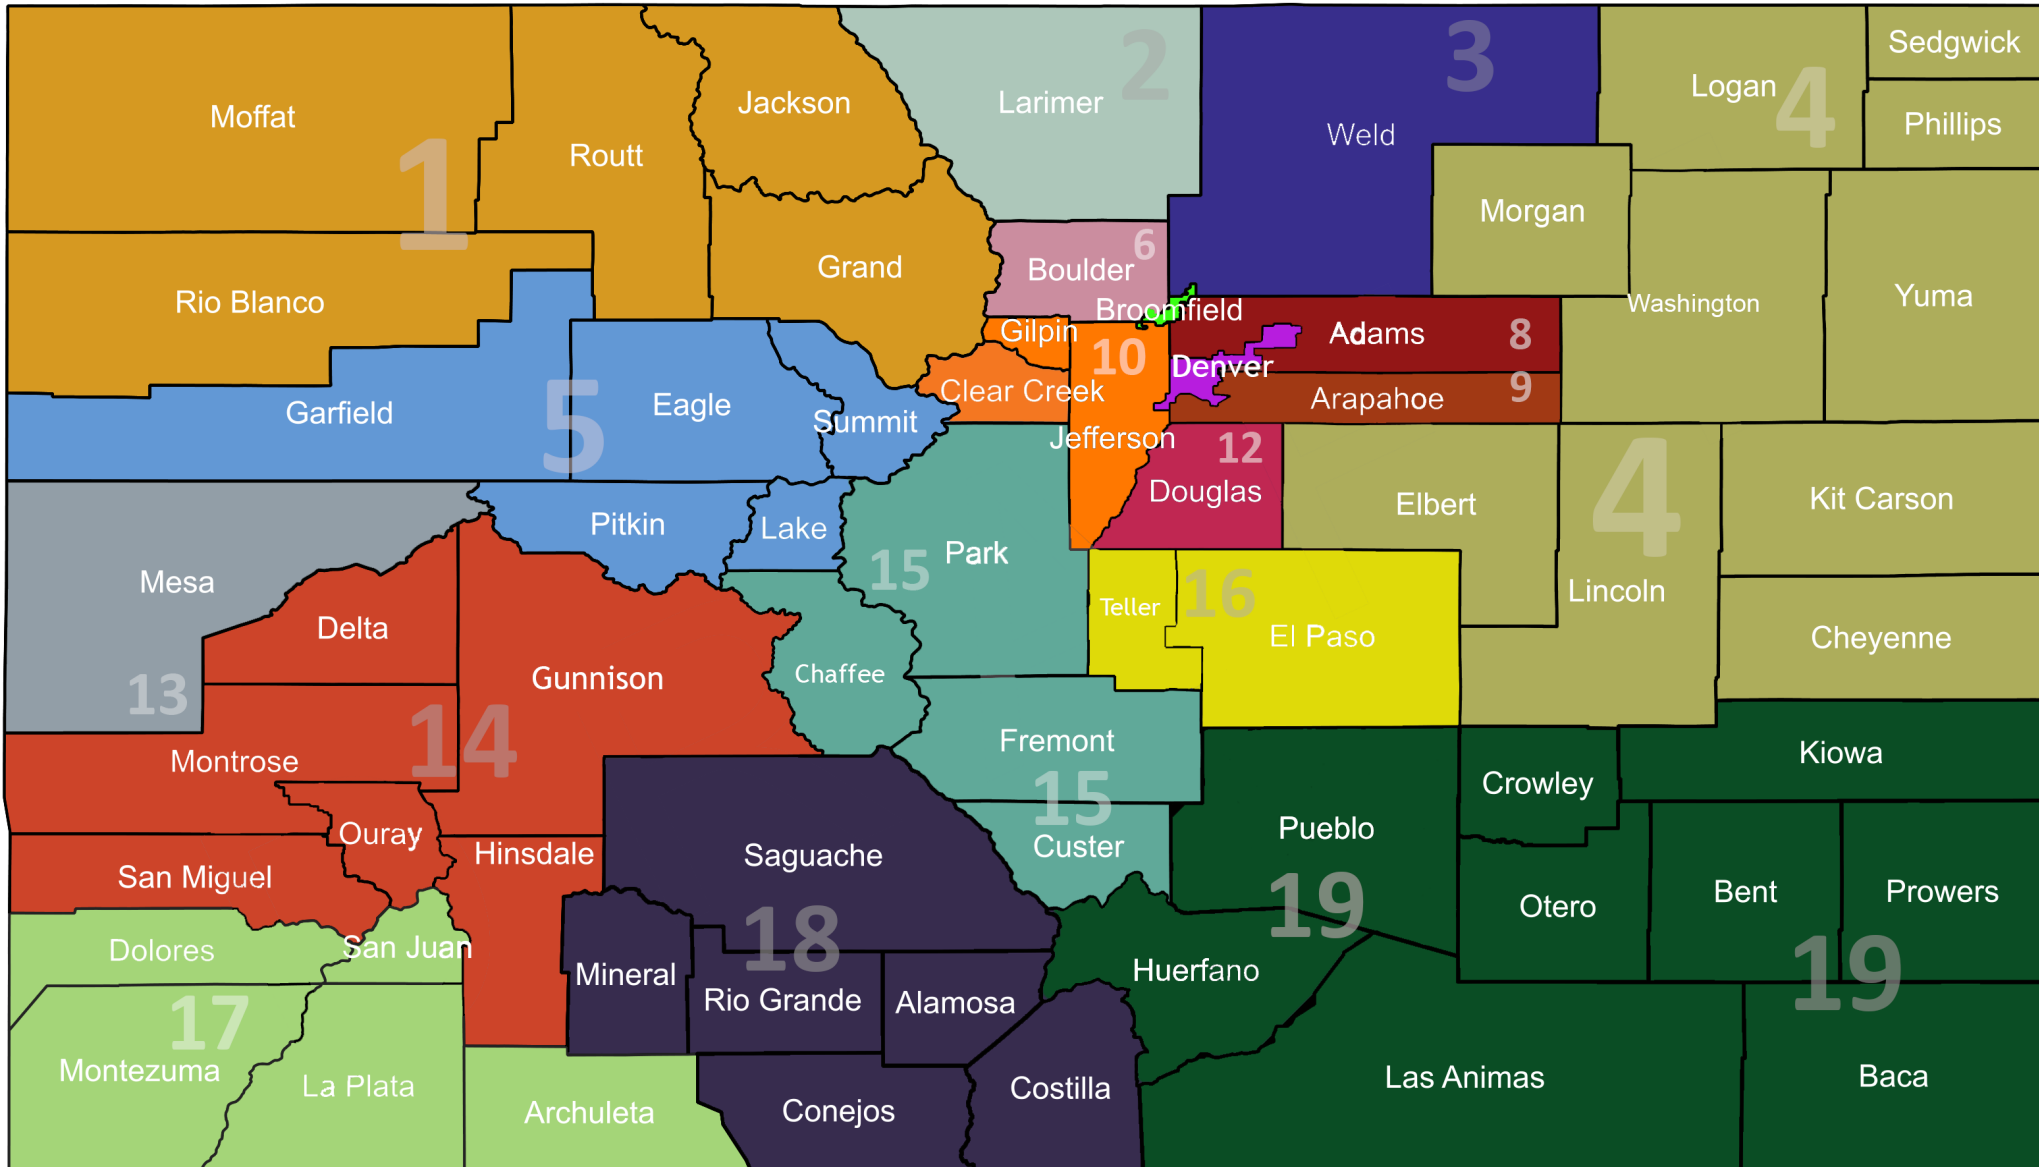 Sedgwick
2
3
Logan
Jackson
Larimer
4
Moffat
Phillips
Weld
Routt
1
Morgan
6
Grand
Boulder
Rio Blanco
Broomfield
Washington
Yuma
Gilpin
Adams
8
10
Denver
Clear Creek
9
Garfield
5
Eagle
Arapahoe
Summit
Jefferson
12
Douglas
Elbert
4
Kit Carson
Pitkin
Lake
Park
15
Mesa
Lincoln
Teller
16
Delta
El Paso
Cheyenne
Gunnison
Chaffee
13
14
Montrose
Fremont
Kiowa
Crowley
15
Ouray
Pueblo
Hinsdale
Saguache
Custer
San Miguel
Bent
Prowers
19
Otero
18
Dolores
San Juan
Mineral
Huerfano
19
Rio Grande
Alamosa
17
Montezuma
La Plata
Costilla
Las Animas
Baca
Archuleta
Conejos